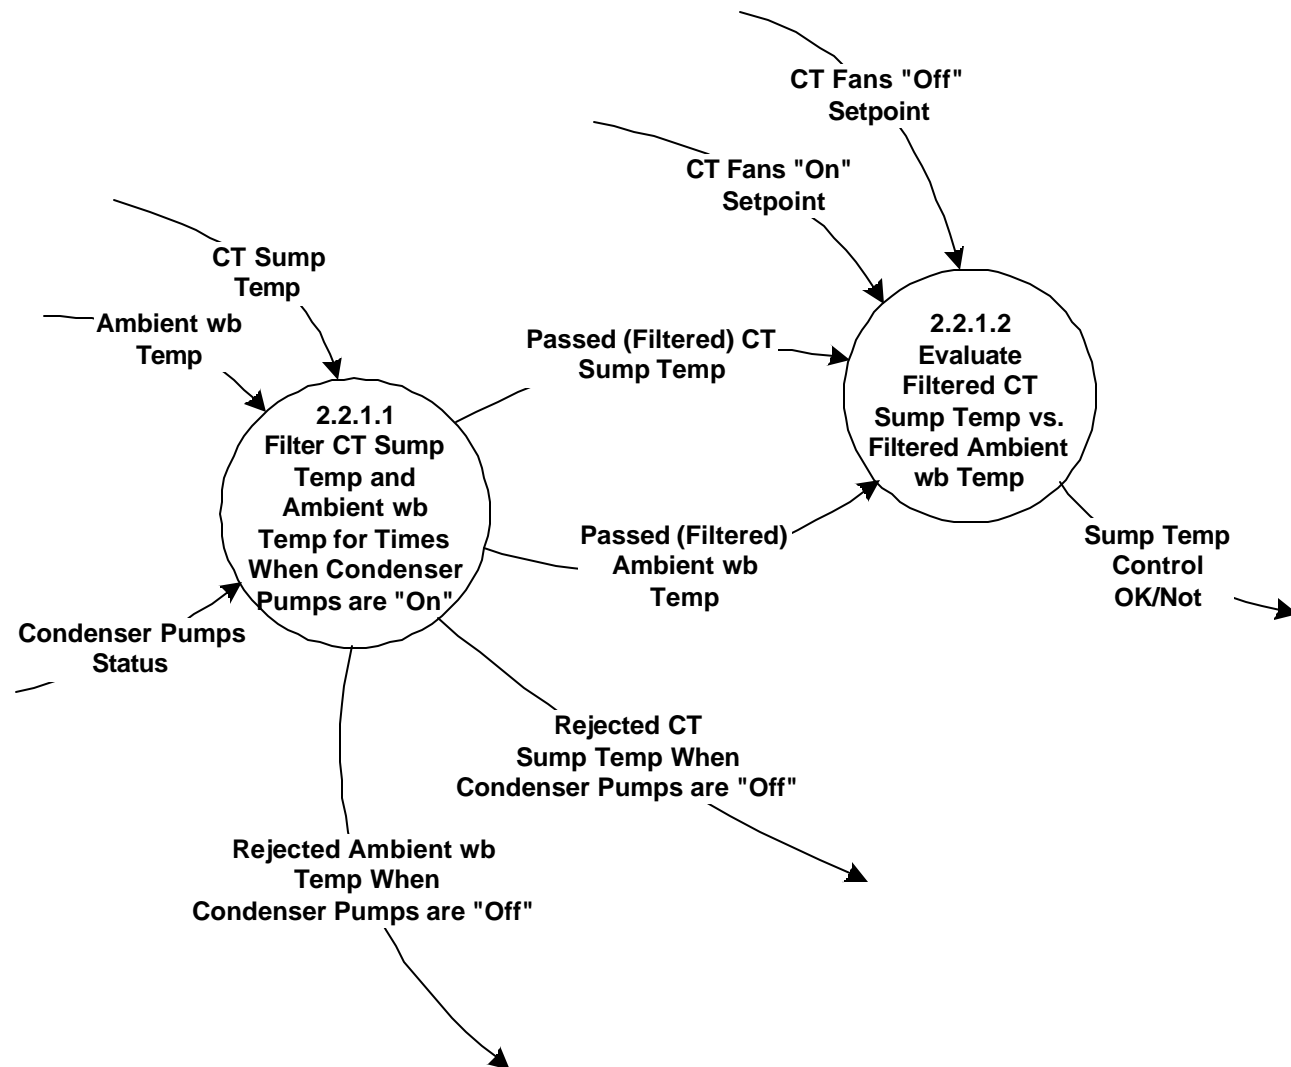 CT Fans "Off"
Setpoint
CT Fans "On"
Setpoint
CT Sump
Temp
Ambient wb
Temp
Passed (Filtered) CT
Sump Temp
2.2.1.2
Evaluate
Filtered CT
Sump Temp vs.
Filtered Ambient
wb Temp
2.2.1.1
Filter CT Sump
Temp and
Ambient wb
Temp for Times
When Condenser
Pumps are "On"
Passed (Filtered)
Ambient wb
Temp
Sump Temp
Control
OK/Not
Condenser Pumps
Status
Rejected CT
Sump Temp When
Condenser Pumps are "Off"
Rejected Ambient wb
Temp When
Condenser Pumps are "Off"